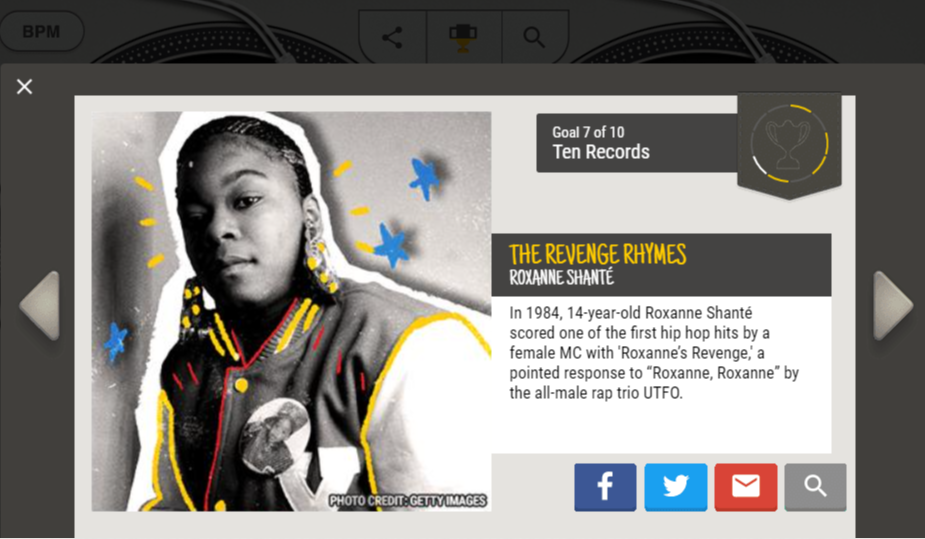 BPM
Goal 7 of 10
Ten Records
THE REVENGE RHYMES
ROXANNE SHANTÉ
In 1984, 14-year-old Roxanne Shanté
scored one of the first hip hop hits by a
female MC with 'Roxanne's Revenge,' a
pointed response to “Roxanne, Roxanne” by
the all-male rap trio UTFO.
PHOTO CREDIT: GETTY IMAGES